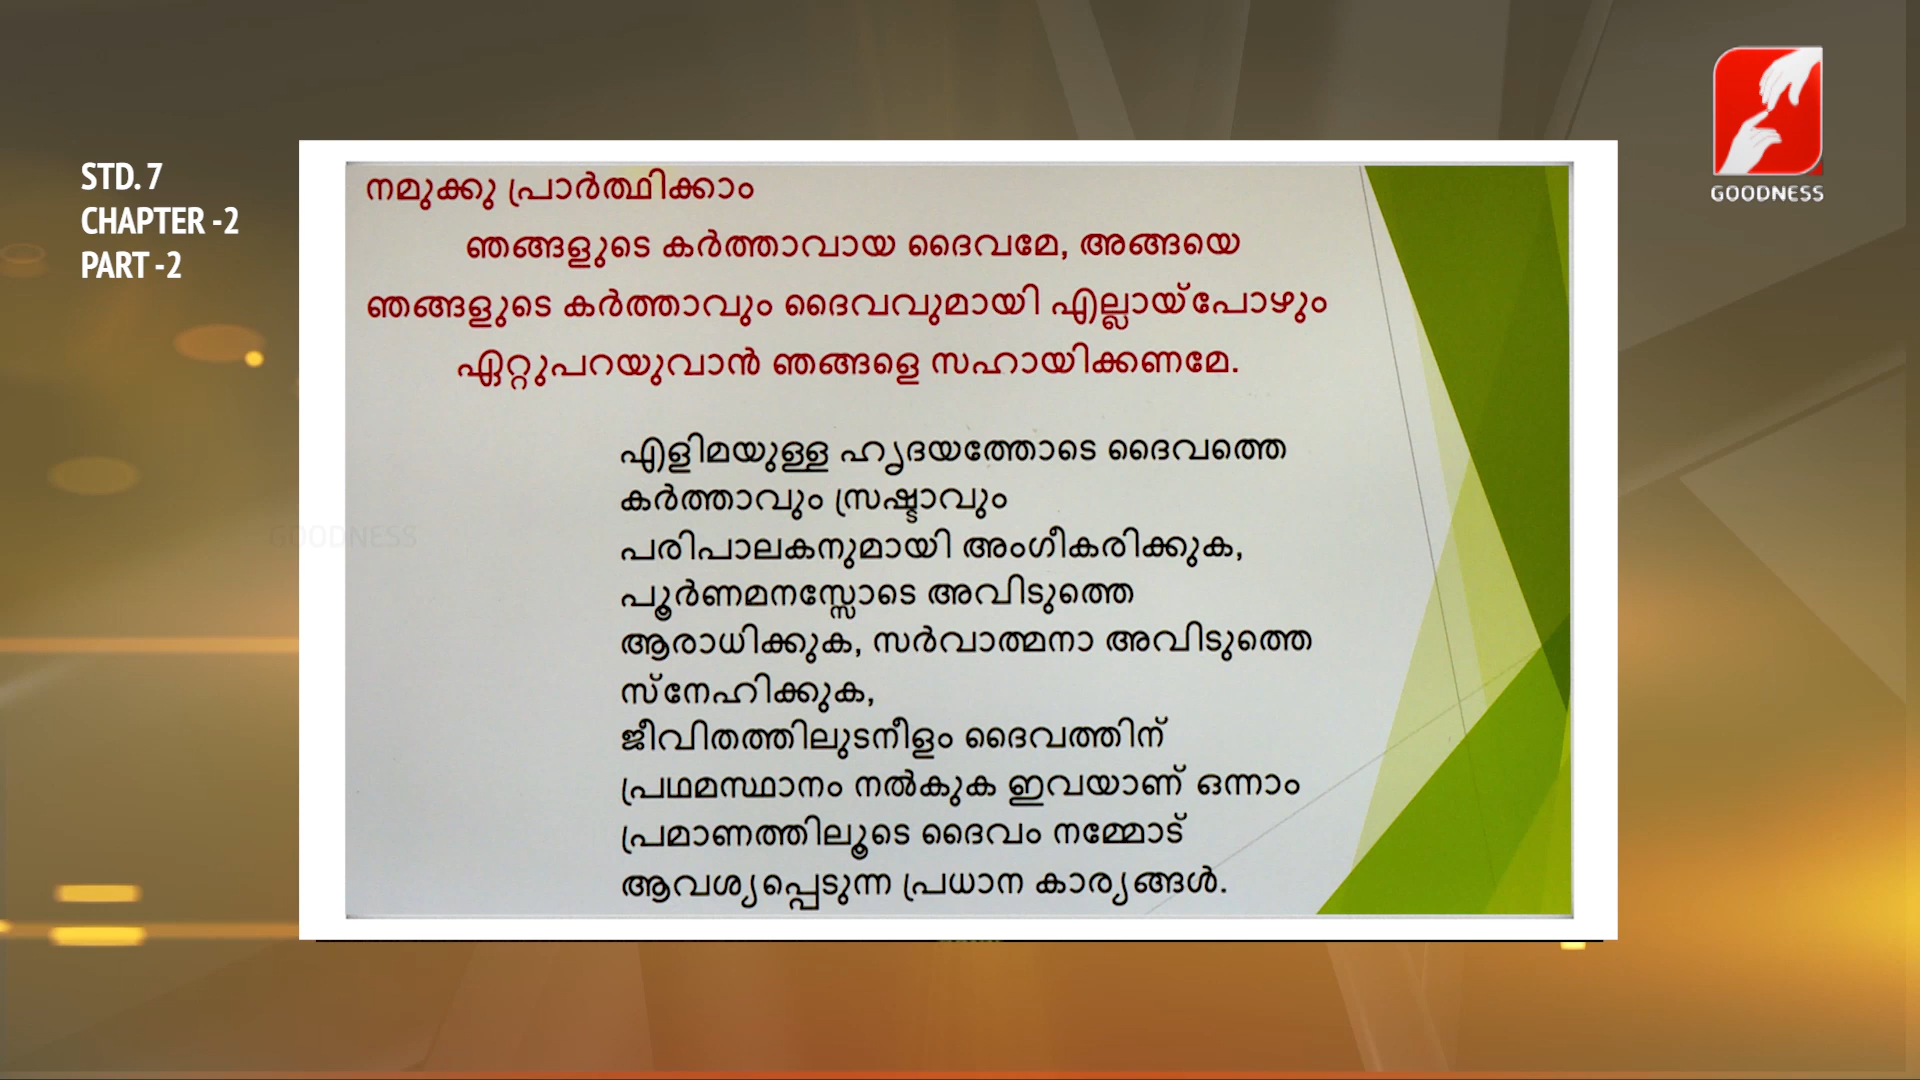 STD. 7
CHAPTER -2
PART -2
GOODNESS
നമുക്കു പ്രാർത്ഥിക്കാം
ഞങ്ങളുടെ കർത്താവായ ദൈവമേ, അങ്ങയെ
ഞങ്ങളുടെ കർത്താവും ദൈവവുമായി എല്ലായ്പോഴും
ഏറ്റുപറയുവാൻ ഞങ്ങളെ സഹായിക്കണമേ.
എളിമയുള്ള ഹൃദയത്തോടെ ദൈവത്തെ
കർത്താവും സ്രഷ്ടാവും
പരിപാലകനുമായി അംഗീകരിക്കുക,
പൂർണമനസ്സോടെ അവിടുത്തെ
ആരാധിക്കുക, സർവാത്മനാ അവിടുത്തെ
സ്നേഹിക്കുക,
ജീവിതത്തിലുടനീളം ദൈവത്തിന്
പ്രഥമസ്ഥാനം നൽകുക ഇവയാണ് ഒന്നാം
പ്രമാണത്തിലൂടെ ദൈവം നമ്മോട്
ആവശ്യപ്പെടുന്ന പ്രധാന കാര്യങ്ങൾ.
GOODNESS